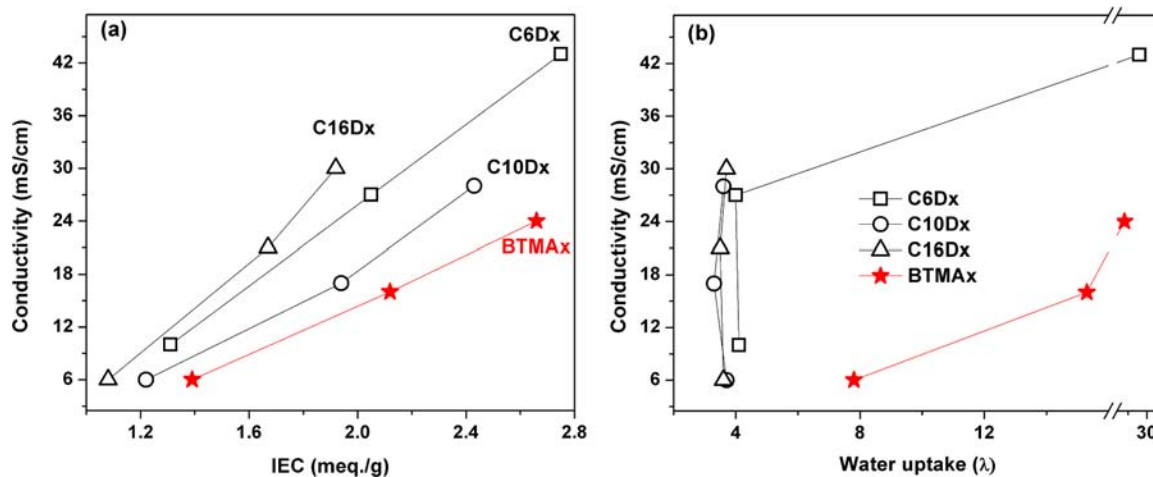 (a)
C6Dx
C16Dx
C10Dx
BTMAx
Conductivity (mS/cm)
42
36
30
24
18
12
6
1.2
1.6
2.0
2.4
2.8
IEC (meq./g)
(b)
C6Dx
C10Dx
C16Dx
BTMAx
Conductivity (mS/cm)
42
36
30
24
18
12
6
4
8
12
30
Water uptake (λ)